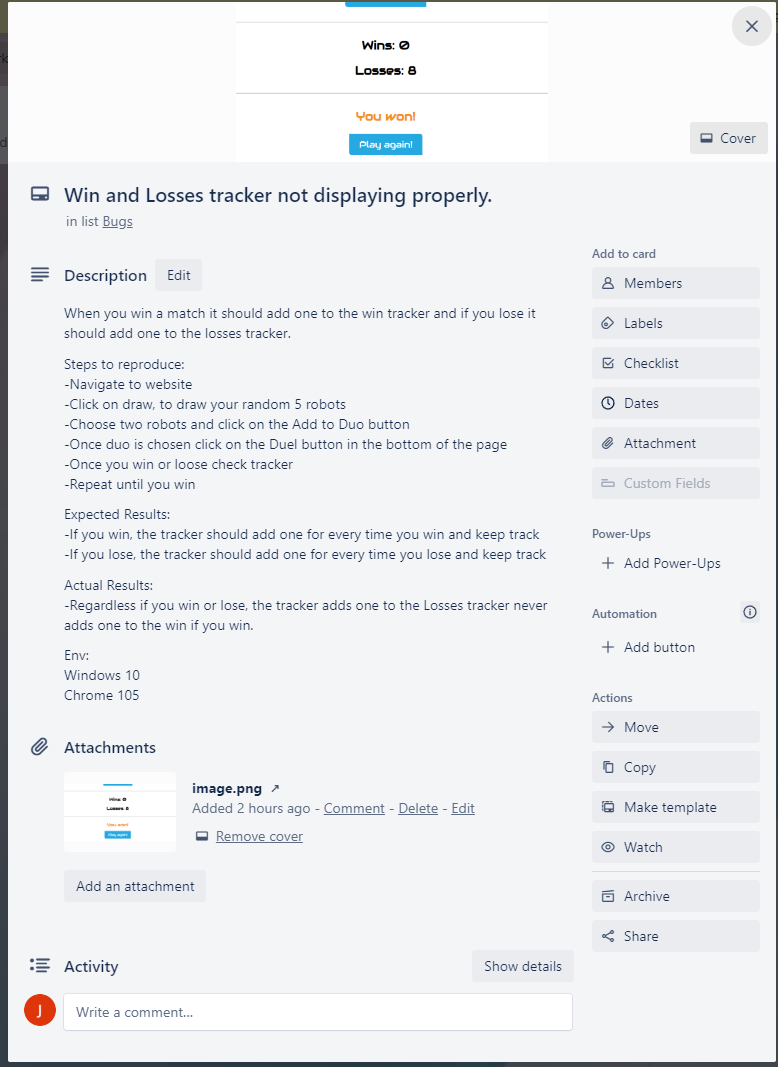 Wins: 0
Losses: 8
You won!
Play again!
Cover
Win and Losses tracker not displaying properly.
in list Bugs
Description
Edit
When you win a match it should add one to the win tracker and if you lose it
should add one to the losses tracker.
Steps to reproduce:
-Navigate to website
-Click on draw, to draw your random 5 robots
-Choose two robots and click on the Add to Duo button
-Once duo is chosen click on the Duel button in the bottom of the page
-Once you win or loose check tracker
-Repeat until you win
Expected Results:
-If you win, the tracker should add one for every time you win and keep track
-If you lose, the tracker should add one for every time you lose and keep track
Actual Results:
-Regardless if you win or lose, the tracker adds one to the Losses tracker never
adds one to the win if you win.
Env:
Windows 10
Chrome 105
Attachments
Wins: 0
Losses: 8
You won!
Play again!
image.png ↗
Added 2 hours ago - Comment - Delete - Edit
Remove cover
Add an attachment
Activity
Show details
J
Write a comment...
Add to card
Members
Labels
Checklist
Dates
Attachment
Custom Fields
Power-Ups
+ Add Power-Ups
Automation
+ Add button
Actions
Move
Copy
Make template
Watch
Archive
Share